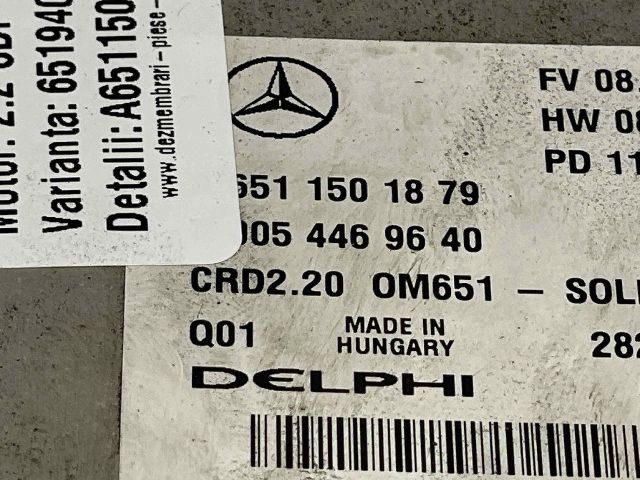 Motor: 2.2 CDI
Varianta: 651940
Detalii: A651150
www.dezmembrari-piese-
FV 08.
HW 08
PD 11
651 150 18 79
005 446 96 40
CRD2.20 OM651 – SOL
Q01 MADE IN HUNGARY 282
DELPHI